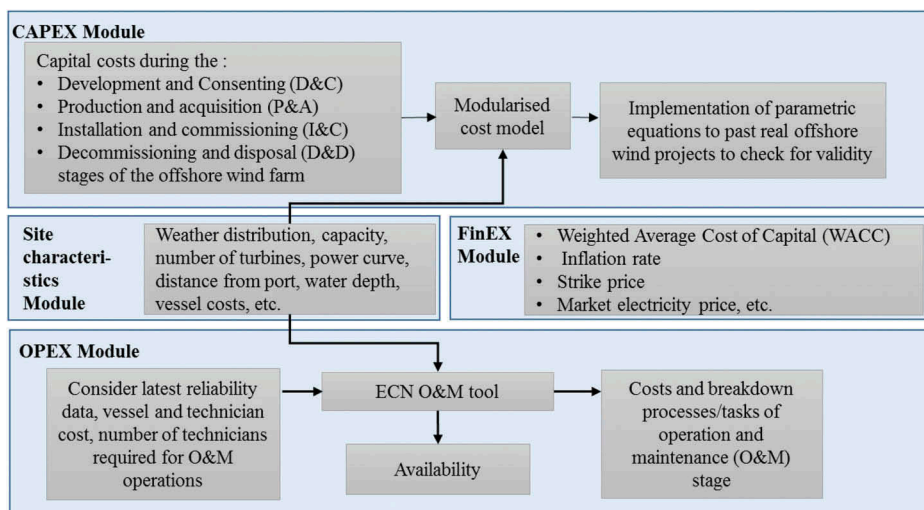 CAPEX Module
Capital costs during the :
• Development and Consenting (D&C)
• Production and acquisition (P&A)
• Installation and commissioning (I&C)
• Decommissioning and disposal (D&D)
stages of the offshore wind farm
Modularised
cost model
Implementation of parametric
equations to past real offshore
wind projects to check for validity
Site
characteri-
stics
Module
Weather distribution, capacity,
number of turbines, power curve,
distance from port, water depth,
vessel costs, etc.
FinEX
Module
• Weighted Average Cost of Capital (WACC)
• Inflation rate
• Strike price
• Market electricity price, etc.
OPEX Module
Consider latest reliability
data, vessel and technician
cost, number of technicians
required for O&M
operations
ECN O&M tool
Availability
Costs and breakdown
processes/tasks of
operation and
maintenance (O&M)
stage